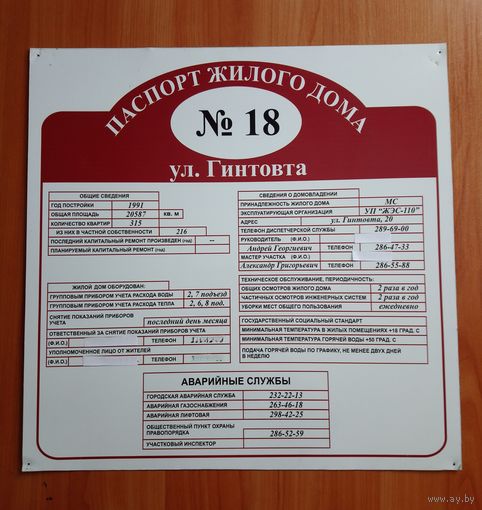 ПАСПОРТ ЖИЛОГО ДОМА
№ 18
ул. Гинтовта
ОБЩИЕ СВЕДЕНИЯ
ГОД ПОСТРОЙКИ 1991
ОБЩАЯ ПЛОЩАДЬ 20587 КВ. М
КОЛИЧЕСТВО КВАРТИР 315
ИЗ НИХ В ЧАСТНОЙ СОБСТВЕННОСТИ 216
ПОСЛЕДНИЙ КАПИТАЛЬНЫЙ РЕМОНТ ПРОИЗВЕДЕН (год) --
ПЛАНИРУЕМЫЙ КАПИТАЛЬНЫЙ РЕМОНТ (год)
ЖИЛОЙ ДОМ ОБОРУДОВАН:
ГРУППОВЫМ ПРИБОРОМ УЧЕТА РАСХОДА ВОДЫ 2, 7 подъезд
ГРУППОВЫМ ПРИБОРОМ УЧЕТА РАСХОДА ТЕПЛА 2, 6, 8 под.
СНЯТИЕ ПОКАЗАНИЙ ПРИБОРОВ
УЧЕТА последний день месяца
ОТВЕТСТВЕННЫЙ ЗА СНЯТИЕ ПОКАЗАНИЙ ПРИБОРОВ УЧЕТА
(Ф.И.О.) ТЕЛЕФОН
УПОЛНОМОЧЕННОЕ ЛИЦО ОТ ЖИТЕЛЕЙ
(Ф.И.О.) ТЕЛЕФОН
СВЕДЕНИЯ О ДОМОВЛАДЕНИИ
ПРИНАДЛЕЖНОСТЬ ЖИЛОГО ДОМА МС
ЭКСПЛУАТИРУЮЩАЯ ОРГАНИЗАЦИЯ УП "ЖЭС-110"
АДРЕС ул. Гинтовта, 20
ТЕЛЕФОН ДИСПЕТЧЕРСКОЙ СЛУЖБЫ 289-69-00
РУКОВОДИТЕЛЬ (Ф.И.О.)
Андрей Георгиевич ТЕЛЕФОН 286-47-33
МАСТЕР УЧАСТКА (Ф.И.О.)
Александр Григорьевич ТЕЛЕФОН 286-55-88
ТЕХНИЧЕСКОЕ ОБСЛУЖИВАНИЕ, ПЕРИОДИЧНОСТЬ:
ОБЩИХ ОСМОТРОВ ЖИЛОГО ДОМА 2 раза в год
ЧАСТИЧНЫХ ОСМОТРОВ ИНЖЕНЕРНЫХ СИСТЕМ 2 раза в год
УБОРКИ МЕСТ ОБЩЕГО ПОЛЬЗОВАНИЯ ежедневно
ГОСУДАРСТВЕННЫЙ СОЦИАЛЬНЫЙ СТАНДАРТ
МИНИМАЛЬНАЯ ТЕМПЕРАТУРА В ЖИЛЫХ ПОМЕЩЕНИЯХ +18 ГРАД. С
МИНИМАЛЬНАЯ ТЕМПЕРАТУРА ГОРЯЧЕЙ ВОДЫ +50 ГРАД. С
ПОДАЧА ГОРЯЧЕЙ ВОДЫ ПО ГРАФИКУ, НЕ МЕНЕЕ ДВУХ ДНЕЙ
В НЕДЕЛЮ
АВАРИЙНЫЕ СЛУЖБЫ
ГОРОДСКАЯ АВАРИЙНАЯ СЛУЖБА 232-22-13
АВАРИЙНАЯ ГАЗОСНАБЖЕНИЯ 263-46-18
АВАРИЙНАЯ ЛИФТОВАЯ 298-42-25
ОБЩЕСТВЕННЫЙ ПУНКТ ОХРАНЫ
ПРАВОПОРЯДКА 286-52-59
УЧАСТКОВЫЙ ИНСПЕКТОР
www.ay.by